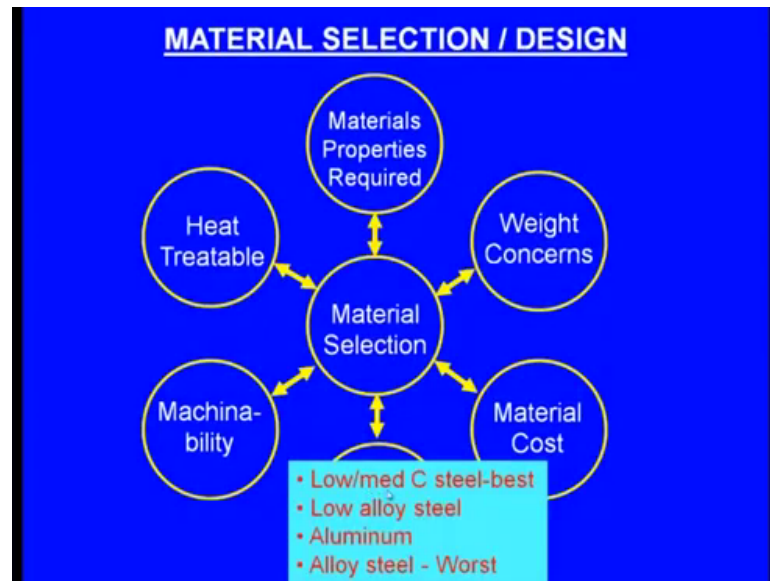 MATERIAL SELECTION / DESIGN
Materials
Properties
Required
Heat
Treatable
Weight
Concerns
Material
Selection
Machina-
bility
Material
Cost
• Low/med C steel-best
• Low alloy steel
• Aluminum
• Alloy steel - Worst